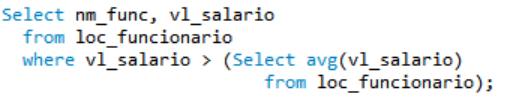 Select nm_func, vl_salario
from loc_funcionario
where vl_salario > (Select avg(vl_salario)
from loc_funcionario);